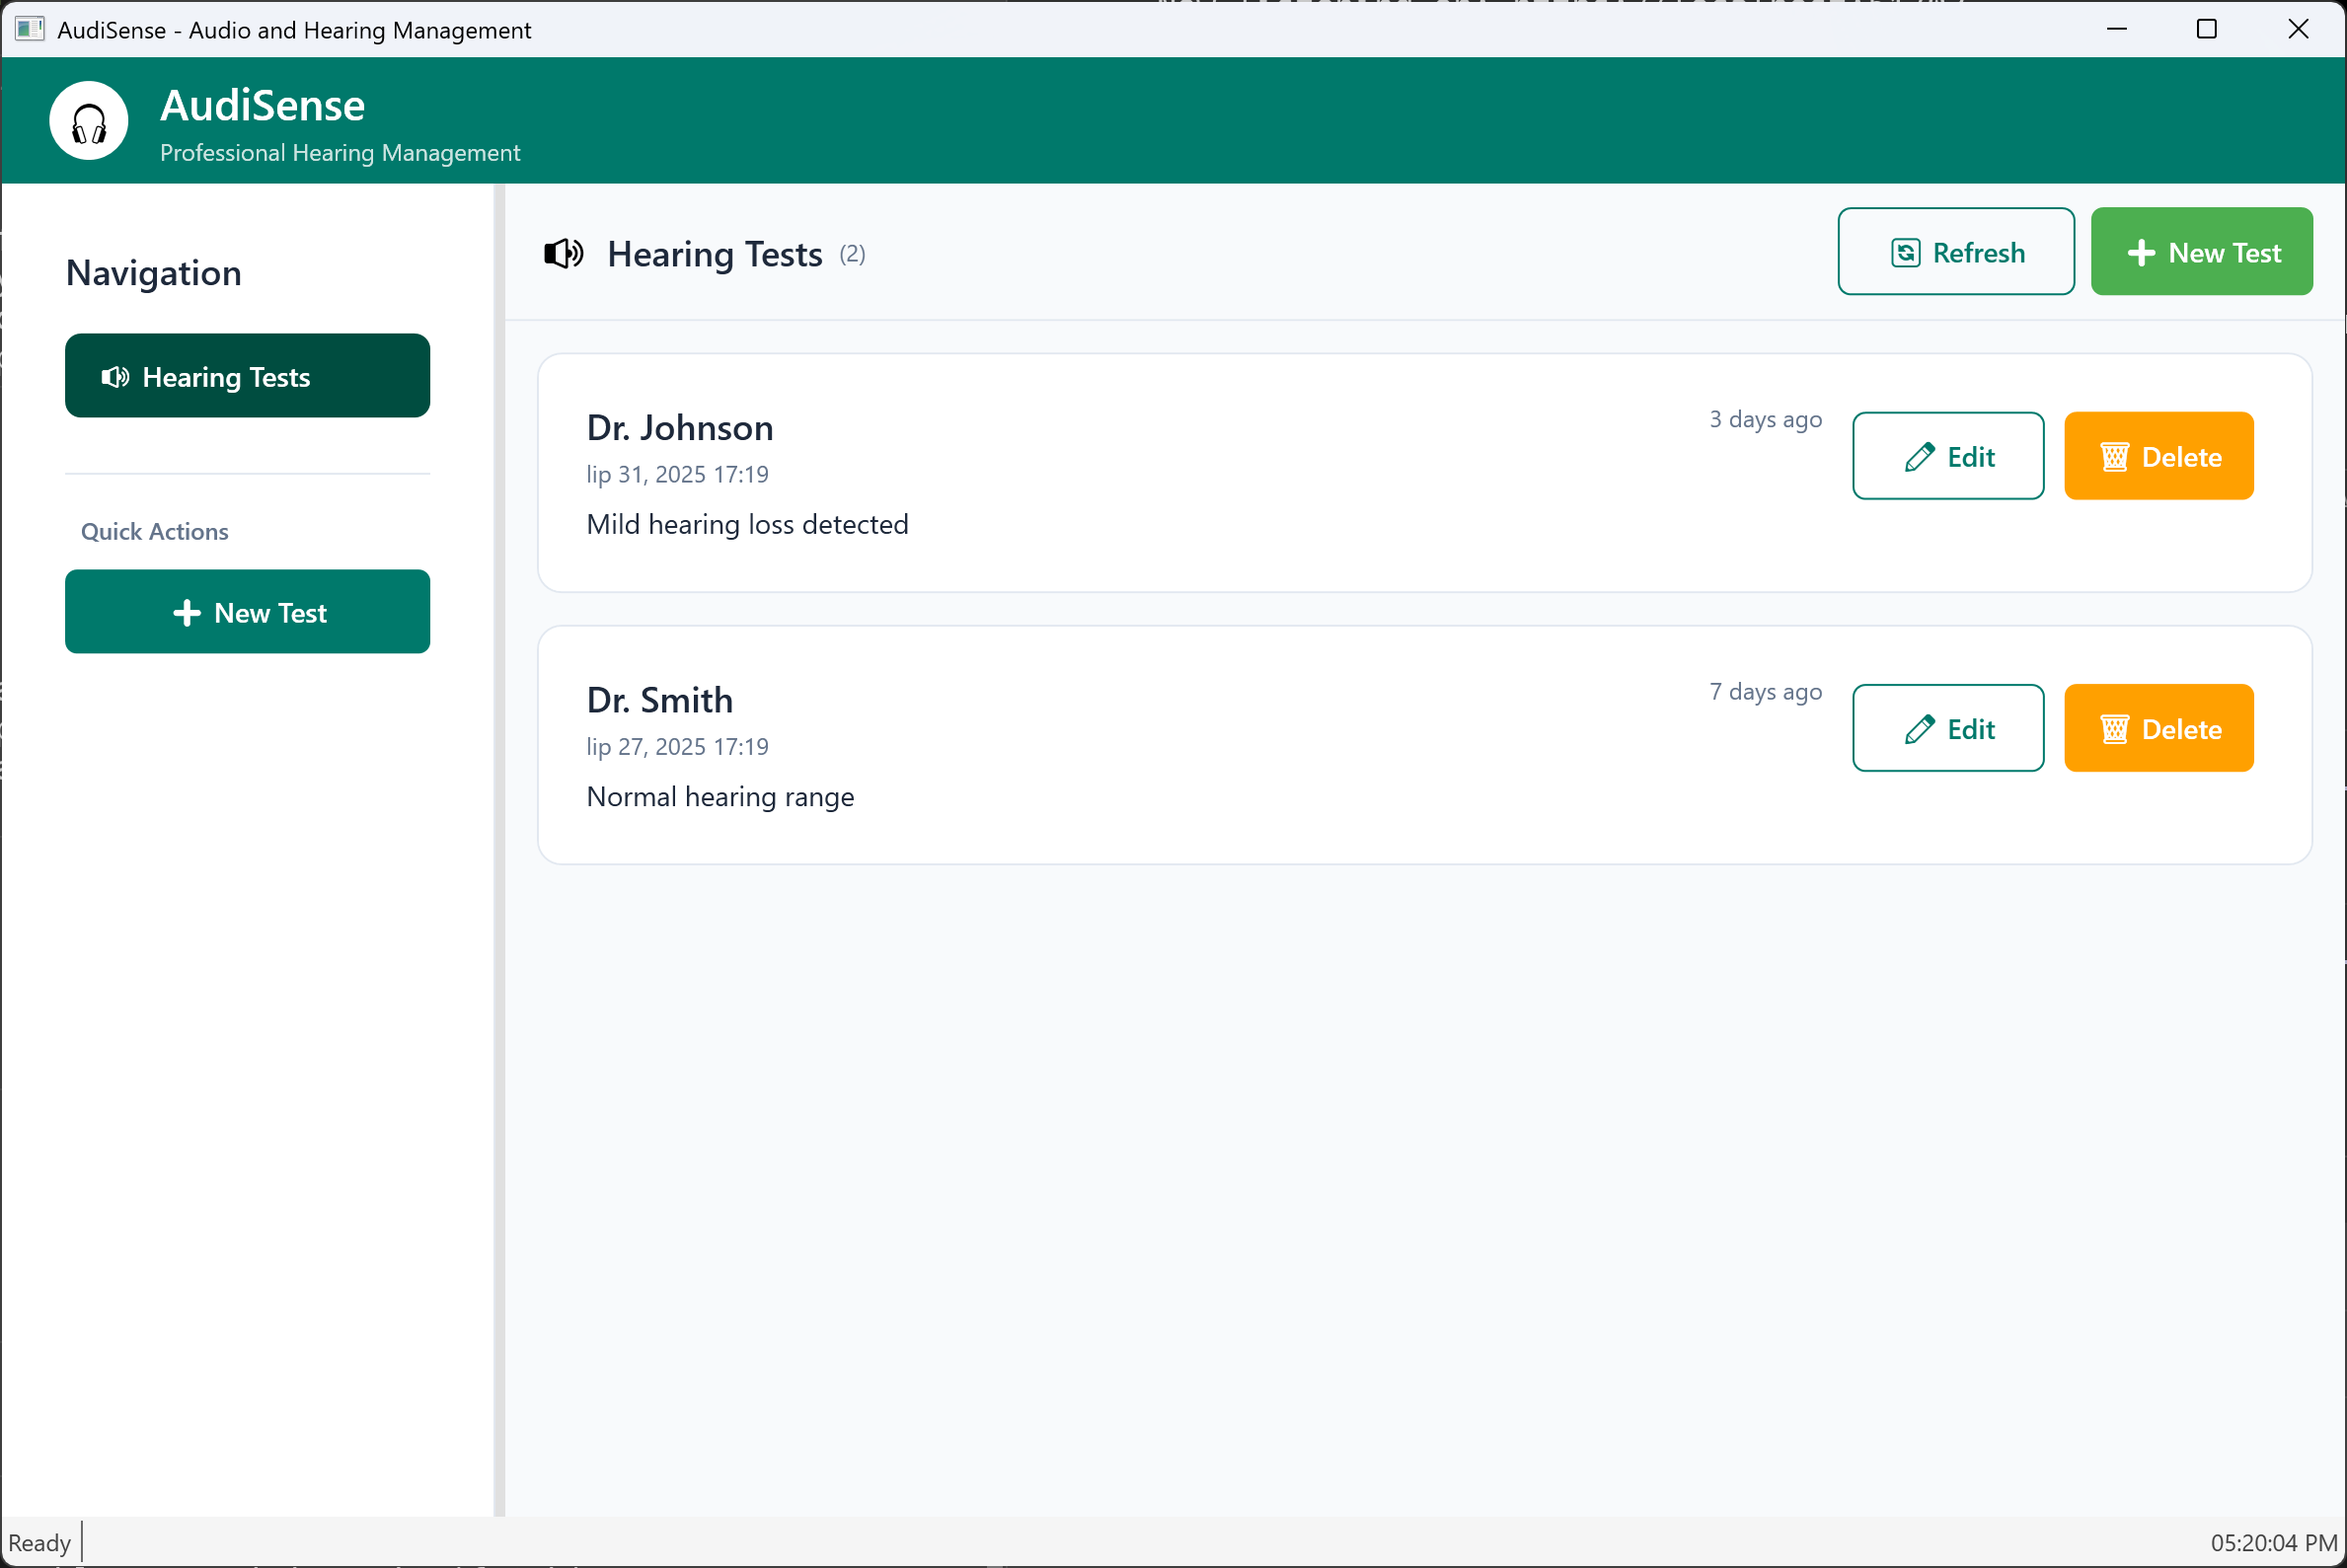 AudiSense - Audio and Hearing Management
AudiSense
Professional Hearing Management
Navigation
Hearing Tests
Quick Actions
New Test
Hearing Tests (2)
Refresh
New Test
Dr. Johnson
lip 31, 2025 17:19
Mild hearing loss detected
3 days ago
Edit
Delete
Dr. Smith
lip 27, 2025 17:19
Normal hearing range
7 days ago
Edit
Delete
Ready
05:20:04 PM